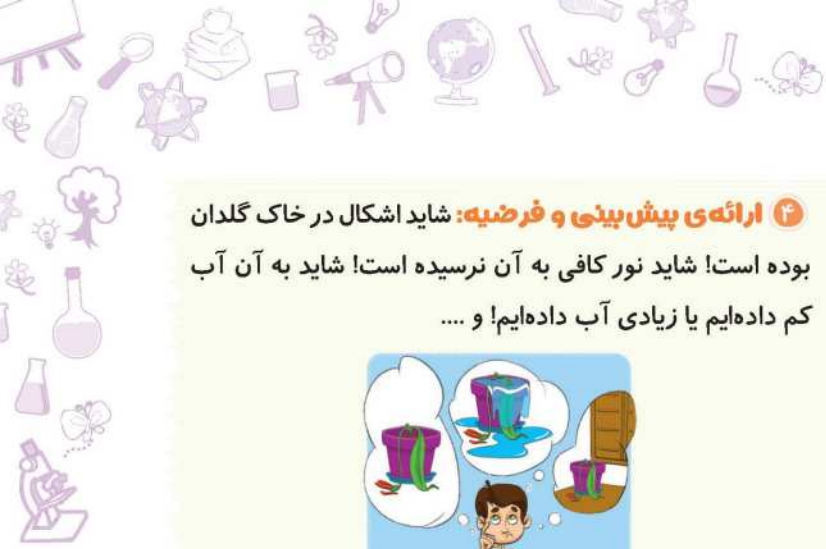 ۴ ارائه‌ی پیش‌بینی و فرضیه: شاید اشکال در خاک گلدان
بوده است! شاید نور کافی به آن نرسیده است! شاید به آن آب
کم داده‌ایم یا زیادی آب داده‌ایم! و ....